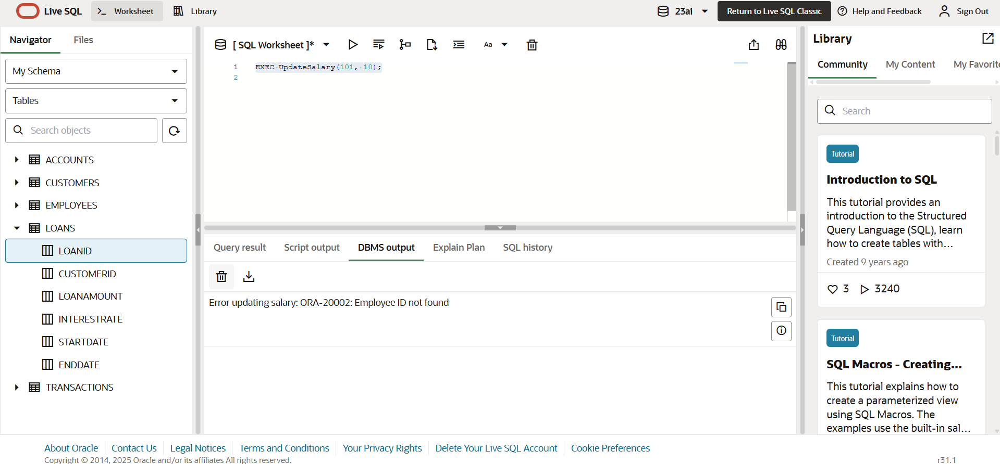 Live SQL
Worksheet
Library
23ai
Return to Live SQL Classic
Help and Feedback
Sign Out
Navigator
Files
My Schema
Tables
Search objects
ACCOUNTS
CUSTOMERS
EMPLOYEES
LOANS
LOANID
CUSTOMERID
LOANAMOUNT
INTERESTRATE
STARTDATE
ENDDATE
TRANSACTIONS
[ SQL Worksheet ]*
Aa
1 EXEC UpdateSalary(101, 10);
2
Query result
Script output
DBMS output
Explain Plan
SQL history
Error updating salary: ORA-20002: Employee ID not found
Library
Community
My Content
My Favorite
Search
Tutorial
Introduction to SQL
This tutorial provides an
introduction to the Structured
Query Language (SQL), learn
how to create tables with...
Created 9 years ago
3
3240
Tutorial
SQL Macros - Creating...
This tutorial explains how to
create a parameterized view
using SQL Macros. The
examples use the built-in sal...
About Oracle
Contact Us
Legal Notices
Terms and Conditions
Your Privacy Rights
Delete Your Live SQL Account
Cookie Preferences
Copyright © 2014, 2025 Oracle and/or its affiliates All rights reserved.
r31.1